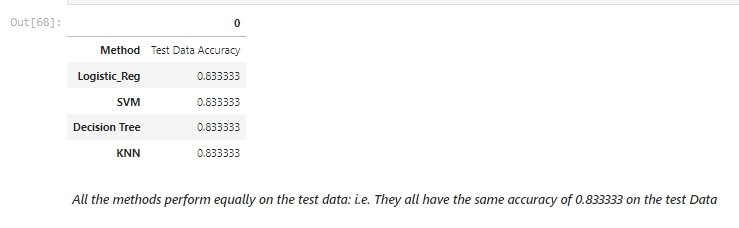 Out[68]:
0
Method Test Data Accuracy
Logistic_Reg 0.833333
SVM 0.833333
Decision Tree 0.833333
KNN 0.833333
All the methods perform equally on the test data: i.e. They all have the same accuracy of 0.833333 on the test Data